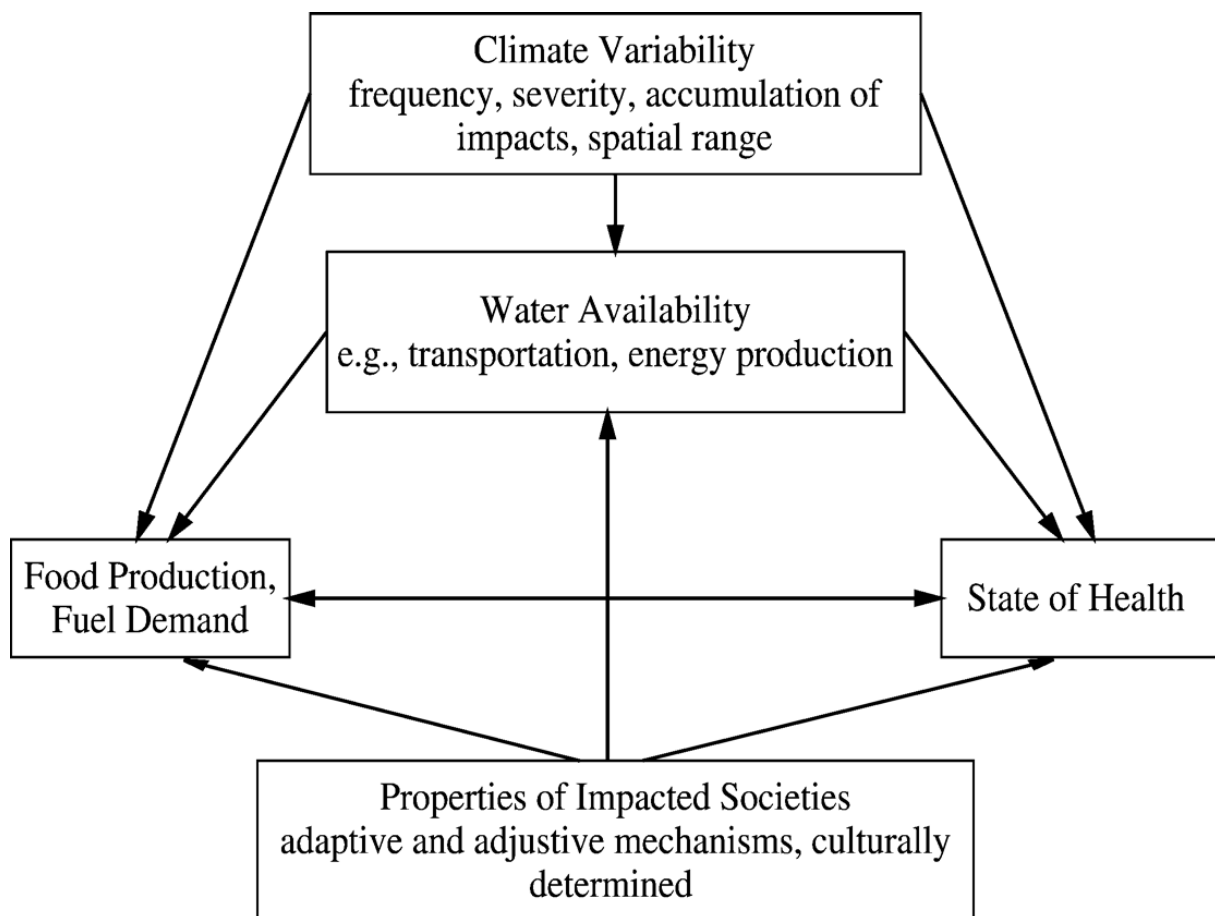 Climate Variability
frequency, severity, accumulation of
impacts, spatial range
Water Availability
e.g., transportation, energy production
Food Production,
Fuel Demand
State of Health
Properties of Impacted Societies
adaptive and adjustive mechanisms, culturally
determined